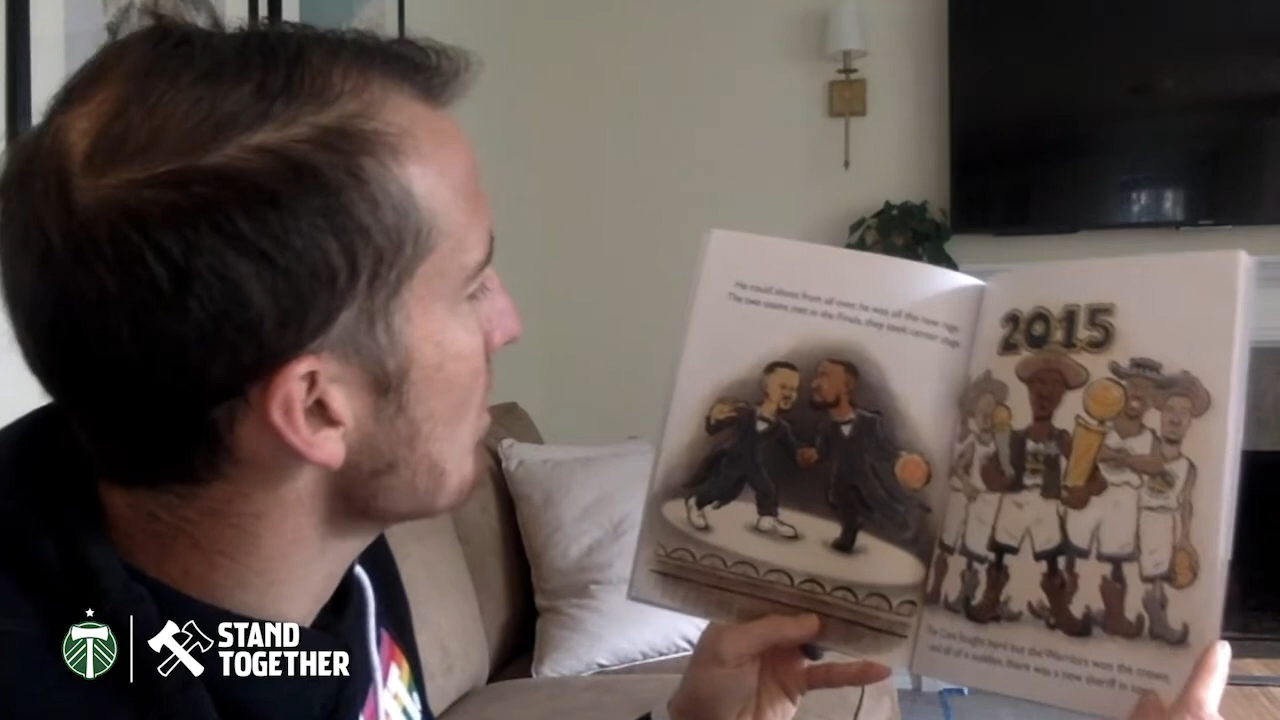 He could shoot from all over, he was all the new rage.
The two teams met in the Finals, they took center stage.
2015
The Cavs fought hard but the Warriors won the crown,
and all of a sudden, there was a new sheriff in
STAND
TOGETHER